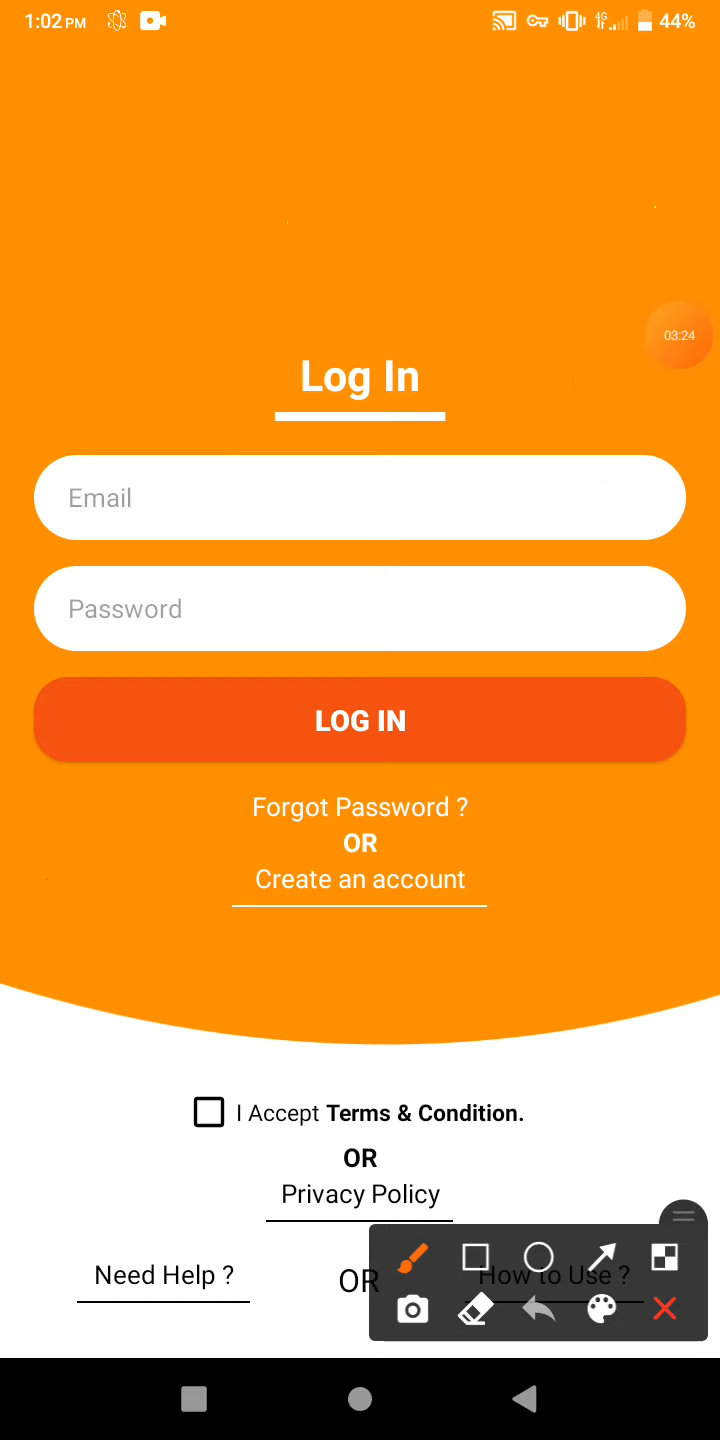 1:02 PM 4G 44%
03:24
Log In
Email
Password
LOG IN
Forgot Password ?
OR
Create an account
I Accept Terms & Condition.
OR
Privacy Policy
Need Help ? OR How to Use ?